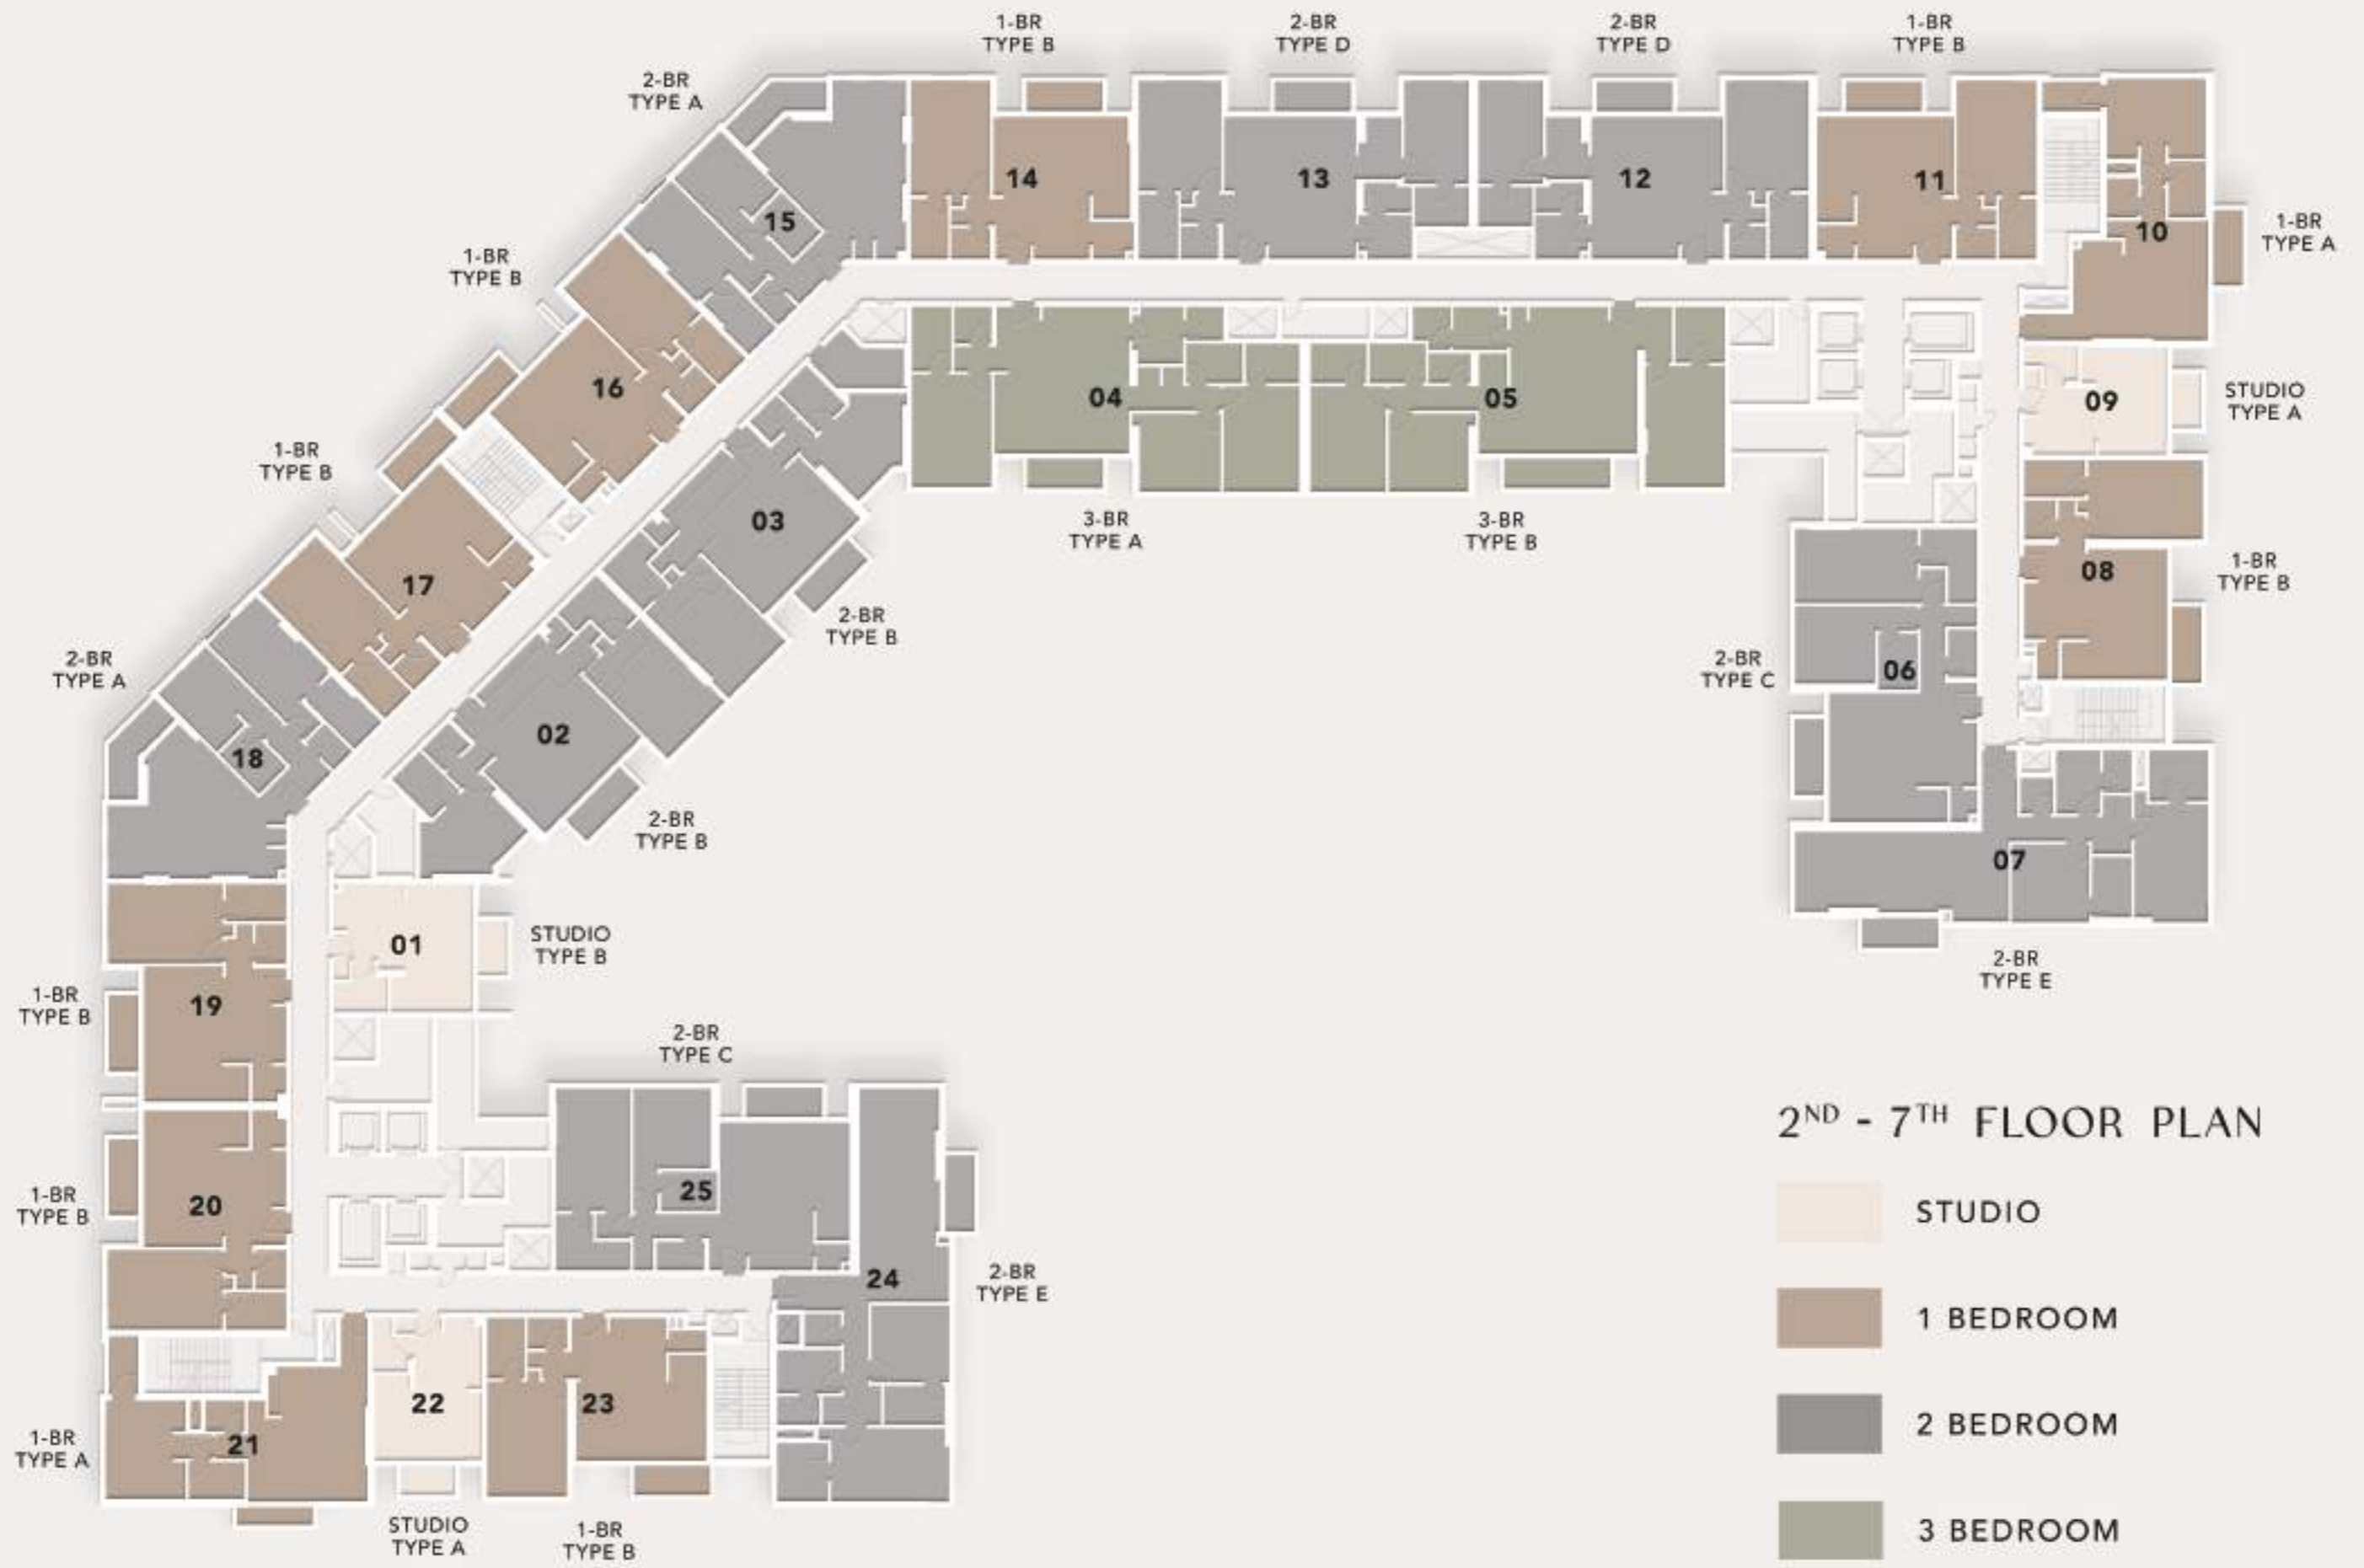 1-BR
TYPE B
2-BR
TYPE D
2-BR
TYPE D
1-BR
TYPE B
2-BR
TYPE A
14
13
12
11
10
1-BR
TYPE A
15
1-BR
TYPE B
16
04
05
09
STUDIO
TYPE A
1-BR
TYPE B
17
03
3-BR
TYPE A
3-BR
TYPE B
08
1-BR
TYPE B
2-BR
TYPE B
2-BR
TYPE A
18
02
2-BR
TYPE C
06
2-BR
TYPE B
07
2-BR
TYPE E
01
STUDIO
TYPE B
1-BR
TYPE B
19
2-BR
TYPE C
1-BR
TYPE B
20
25
24
2-BR
TYPE E
1-BR
TYPE A
21
22
23
STUDIO
TYPE A
1-BR
TYPE B
2ND - 7TH FLOOR PLAN
STUDIO
1 BEDROOM
2 BEDROOM
3 BEDROOM